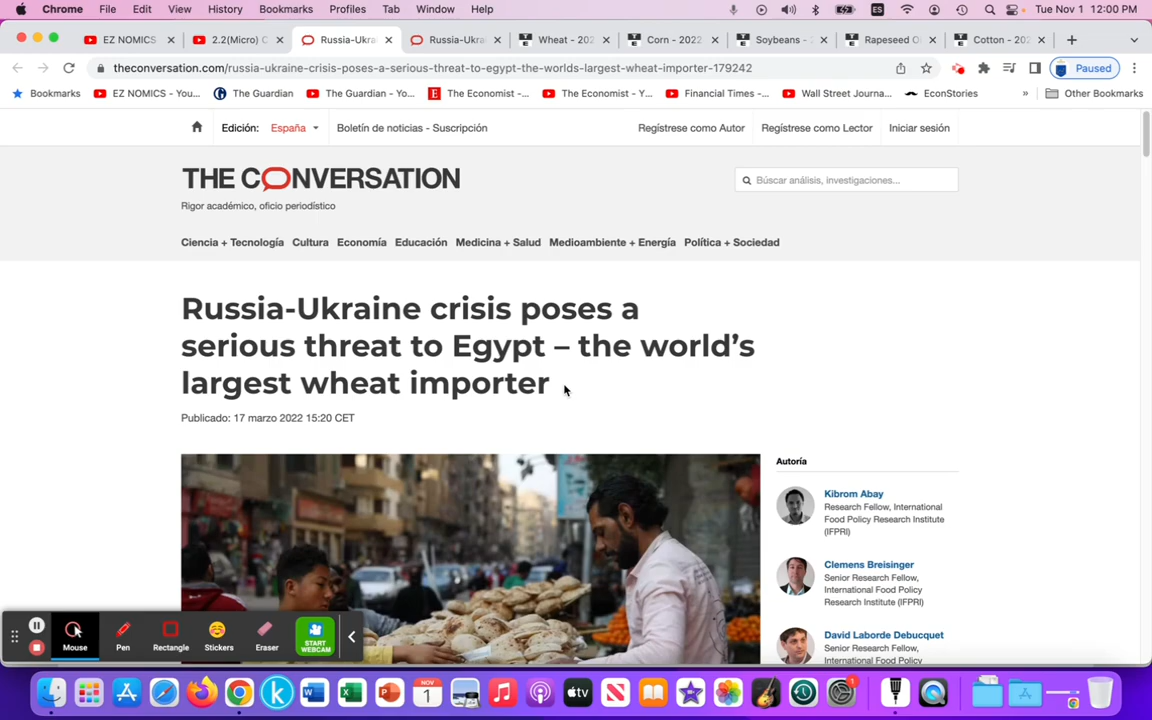 Chrome File Edit View History Bookmarks Profiles Tab Window Help ES Tue Nov 1 12:00 PM
EZ NOMICS 2.2(Micro) C Russia-Ukra Russia-Ukra Wheat - 202 Corn - 2022 Soybeans - 2 Rapeseed O Cotton - 202
theconversation.com/russia-ukraine-crisis-poses-a-serious-threat-to-egypt-the-worlds-largest-wheat-importer-179242 Paused
Bookmarks EZ NOMICS - You... The Guardian The Guardian - Yo... The Economist -... The Economist - Y... Financial Times -... Wall Street Journa... EconStories » Other Bookmarks
Edición: España Boletín de noticias - Suscripción Regístrese como Autor Regístrese como Lector Iniciar sesión
THE CONVERSATION
Búscar análisis, investigaciones...
Rigor académico, oficio periodístico
Ciencia + Tecnología Cultura Economía Educación Medicina + Salud Medioambiente + Energía Política + Sociedad
Russia-Ukraine crisis poses a
serious threat to Egypt – the world's
largest wheat importer
Publicado: 17 marzo 2022 15:20 CET
Autoría
Kibrom Abay
Research Fellow, International
Food Policy Research Institute
(IFPRI)
Clemens Breisinger
Senior Research Fellow,
International Food Policy
Research Institute (IFPRI)
David Laborde Debucquet
Senior Research Fellow,
International Food Policy
Mouse Pen Rectangle Stickers Eraser START
WEBCAM
NOV
1